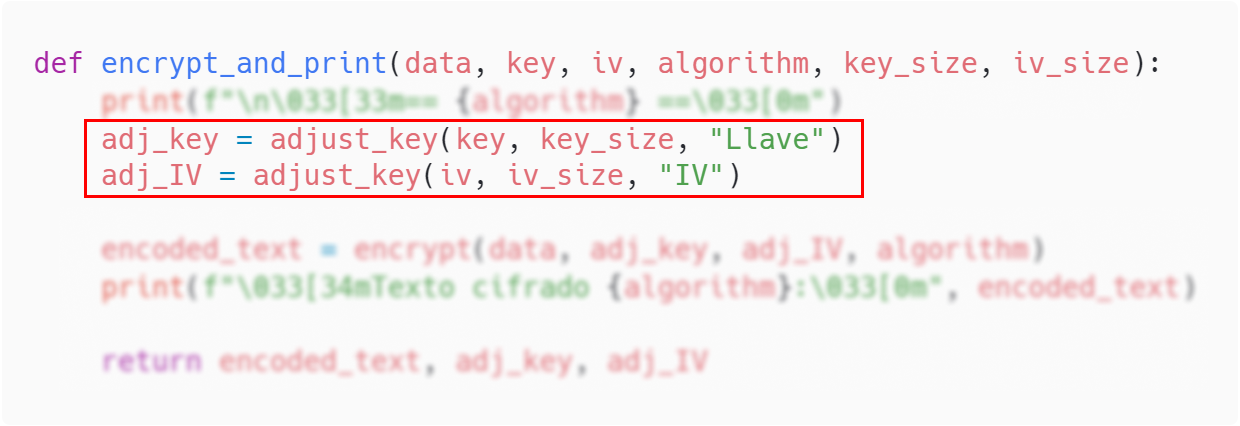 def encrypt_and_print(data, key, iv, algorithm, key_size, iv_size):
print(f"\n\033[33m== {algorithm} ==\033[0m")
adj_key = adjust_key(key, key_size, "Llave")
adj_IV = adjust_key(iv, iv_size, "IV")
encoded_text = encrypt(data, adj_key, adj_IV, algorithm)
print(f"\033[34mTexto cifrado {algorithm}:\033[0m", encoded_text)
return encoded_text, adj_key, adj_IV